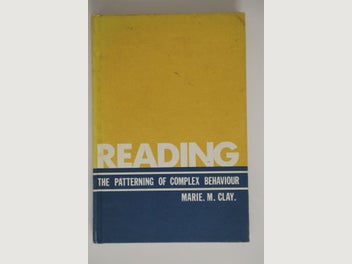 READING
THE PATTERNING OF COMPLEX BEHAVIOUR
MARIE. M. CLAY.